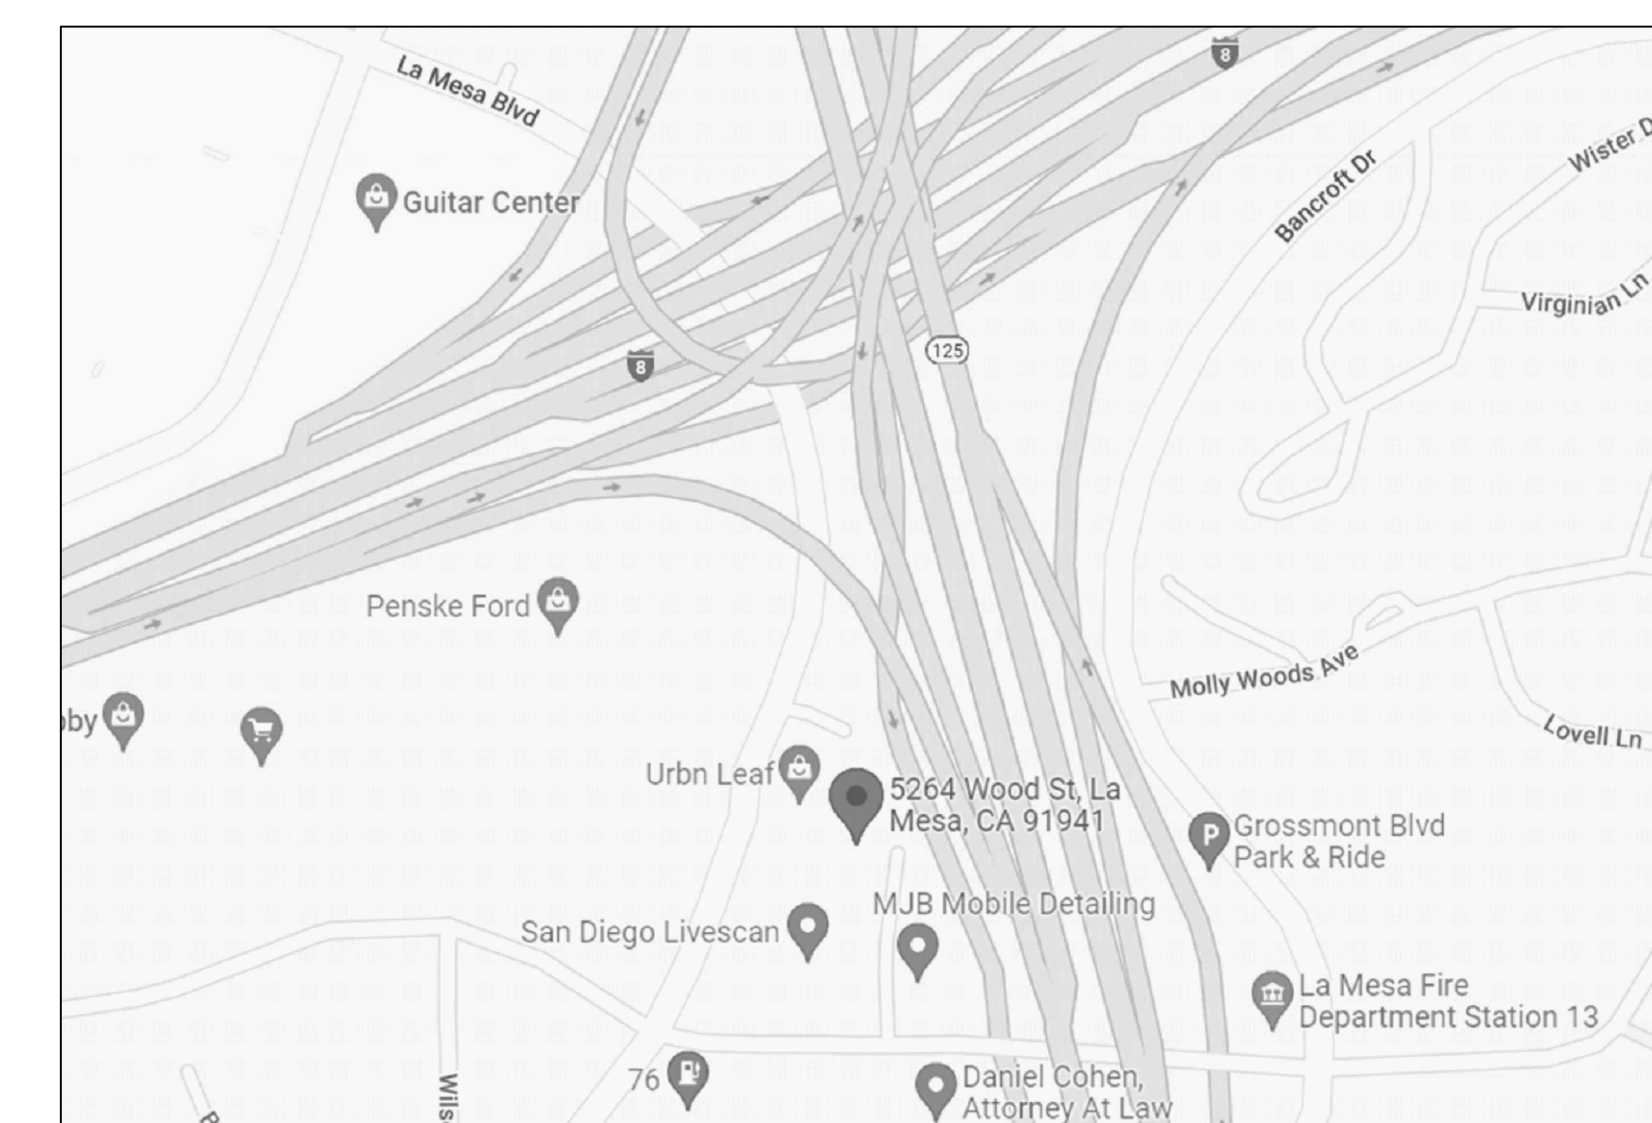 8
La Mesa Blvd
Wister D
Bancroft Dr
Guitar Center
Virginian Ln
125
8
Penske Ford
Molly Woods Ave
by
Lovell Ln
Urbn Leaf
5264 Wood St, La
Mesa, CA 91941
P
Grossmont Blvd
Park & Ride
MJB Mobile Detailing
San Diego Livescan
La Mesa Fire
Department Station 13
76
Daniel Cohen,
Attorney At Law
Wils